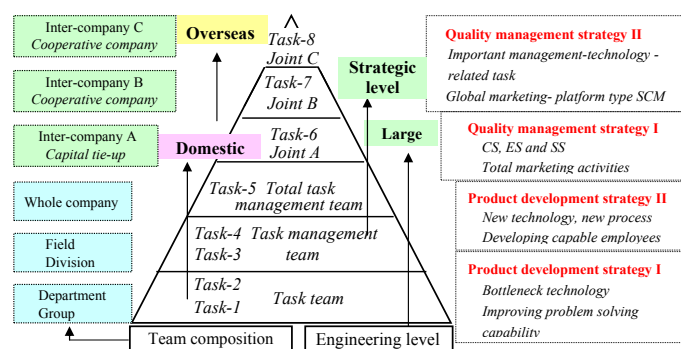 Inter-company C
Cooperative company
Inter-company B
Cooperative company
Inter-company A
Capital tie-up
Whole company
Field
Division
Department
Group
Overseas
Domestic
Task-8
Joint C
Task-7
Joint B
Task-6
Joint A
Task-5 Total task
management team
Task-4 Task management
Task-3 team
Task-2
Task-1 Task team
Strategic
level
Large
Team composition
Engineering level
Quality management strategy II
Important management-technology -
related task
Global marketing- platform type SCM
Quality management strategy I
CS, ES and SS
Total marketing activities
Product development strategy II
New technology, new process
Developing capable employees
Product development strategy I
Bottleneck technology
Improving problem solving
capability